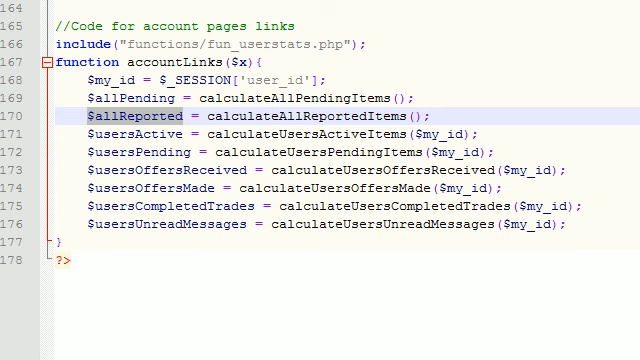 164
165 //Code for account pages links
166 include("functions/fun_userstats.php");
167 function accountLinks($x){
168 $my_id = $_SESSION['user_id'];
169 $allPending = calculateAllPendingItems();
170 $allReported = calculateAllReportedItems();
171 $usersActive = calculateUsersActiveItems($my_id);
172 $usersPending = calculateUsersPendingItems($my_id);
173 $usersOffersReceived = calculateUsersOffersReceived($my_id);
174 $usersOffersMade = calculateUsersOffersMade($my_id);
175 $usersCompletedTrades = calculateUsersCompletedTrades($my_id);
176 $usersUnreadMessages = calculateUsersUnreadMessages($my_id);
177 }
178 ?>